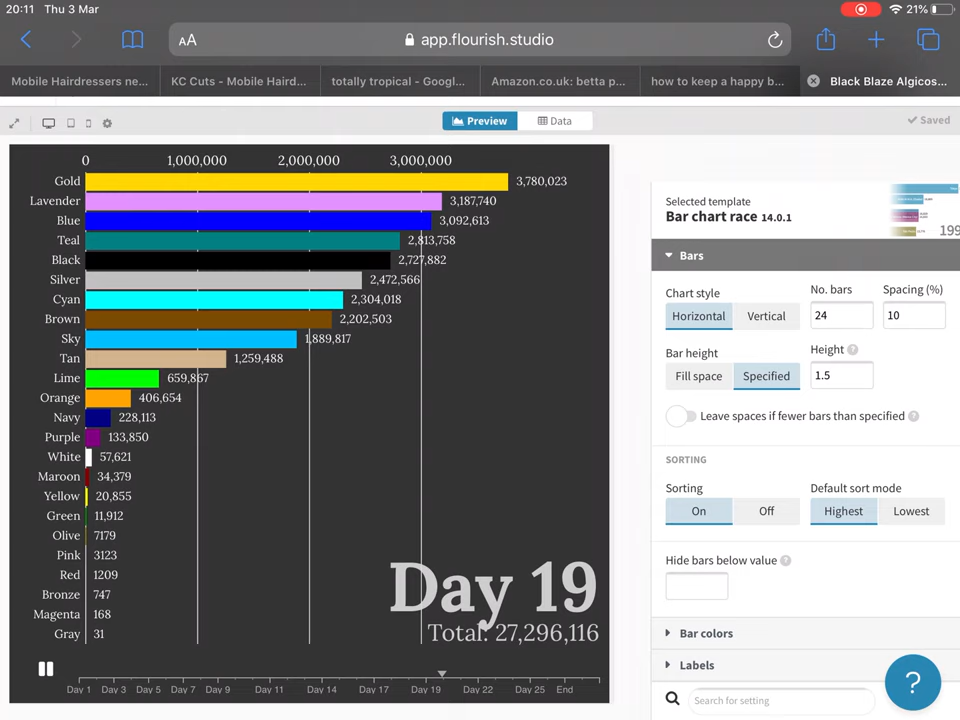 20:11 Thu 3 Mar
21%
AA
app.flourish.studio
Mobile Hairdressers ne...
KC Cuts - Mobile Haird...
totally tropical - Googl...
Amazon.co.uk: betta p...
how to keep a happy b...
Black Blaze Algicos...
Preview
Data
Saved
0 1,000,000 2,000,000 3,000,000
Gold 3,780,023
Lavender 3,187,740
Blue 3,092,613
Teal 2,813,758
Black 2,727,882
Silver 2,472,566
Cyan 2,304,018
Brown 2,202,503
Sky 1,889,817
Tan 1,259,488
Lime 659,867
Orange 406,654
Navy 228,113
Purple 133,850
White 57,621
Maroon 34,379
Yellow 20,855
Green 11,912
Olive 7179
Pink 3123
Red 1209
Bronze 747
Magenta 168
Gray 31
Day 19
Total: 27,296,116
Day 1 Day 3 Day 5 Day 7 Day 9 Day 11 Day 14 Day 17 Day 19 Day 22 Day 25 End
Selected template
Bar chart race 14.0.1
199
Bars
Chart style
Horizontal Vertical
No. bars
24
Spacing (%)
10
Bar height
Fill space Specified
Height ?
1.5
Leave spaces if fewer bars than specified ?
SORTING
Sorting
On Off
Default sort mode
Highest Lowest
Hide bars below value ?
Bar colors
Labels
Search for setting
?